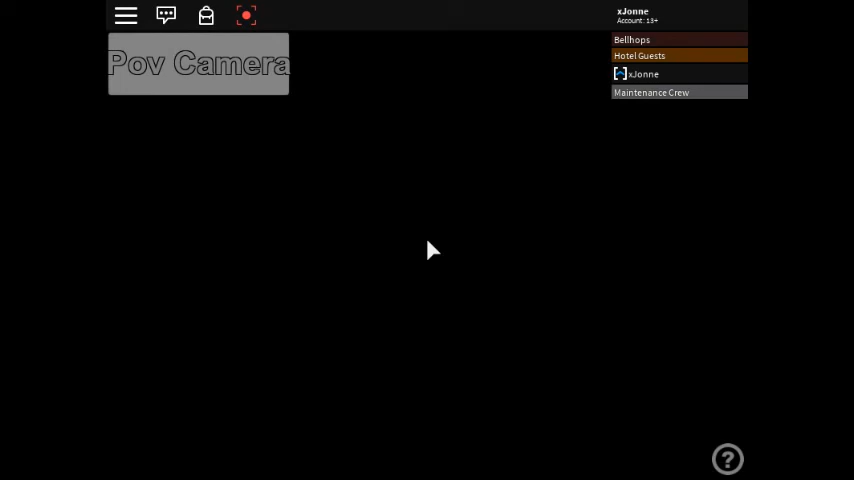 xJonne
Account: 13+
Pov Camera
Bellhops
Hotel Guests
xJonne
Maintenance Crew
?